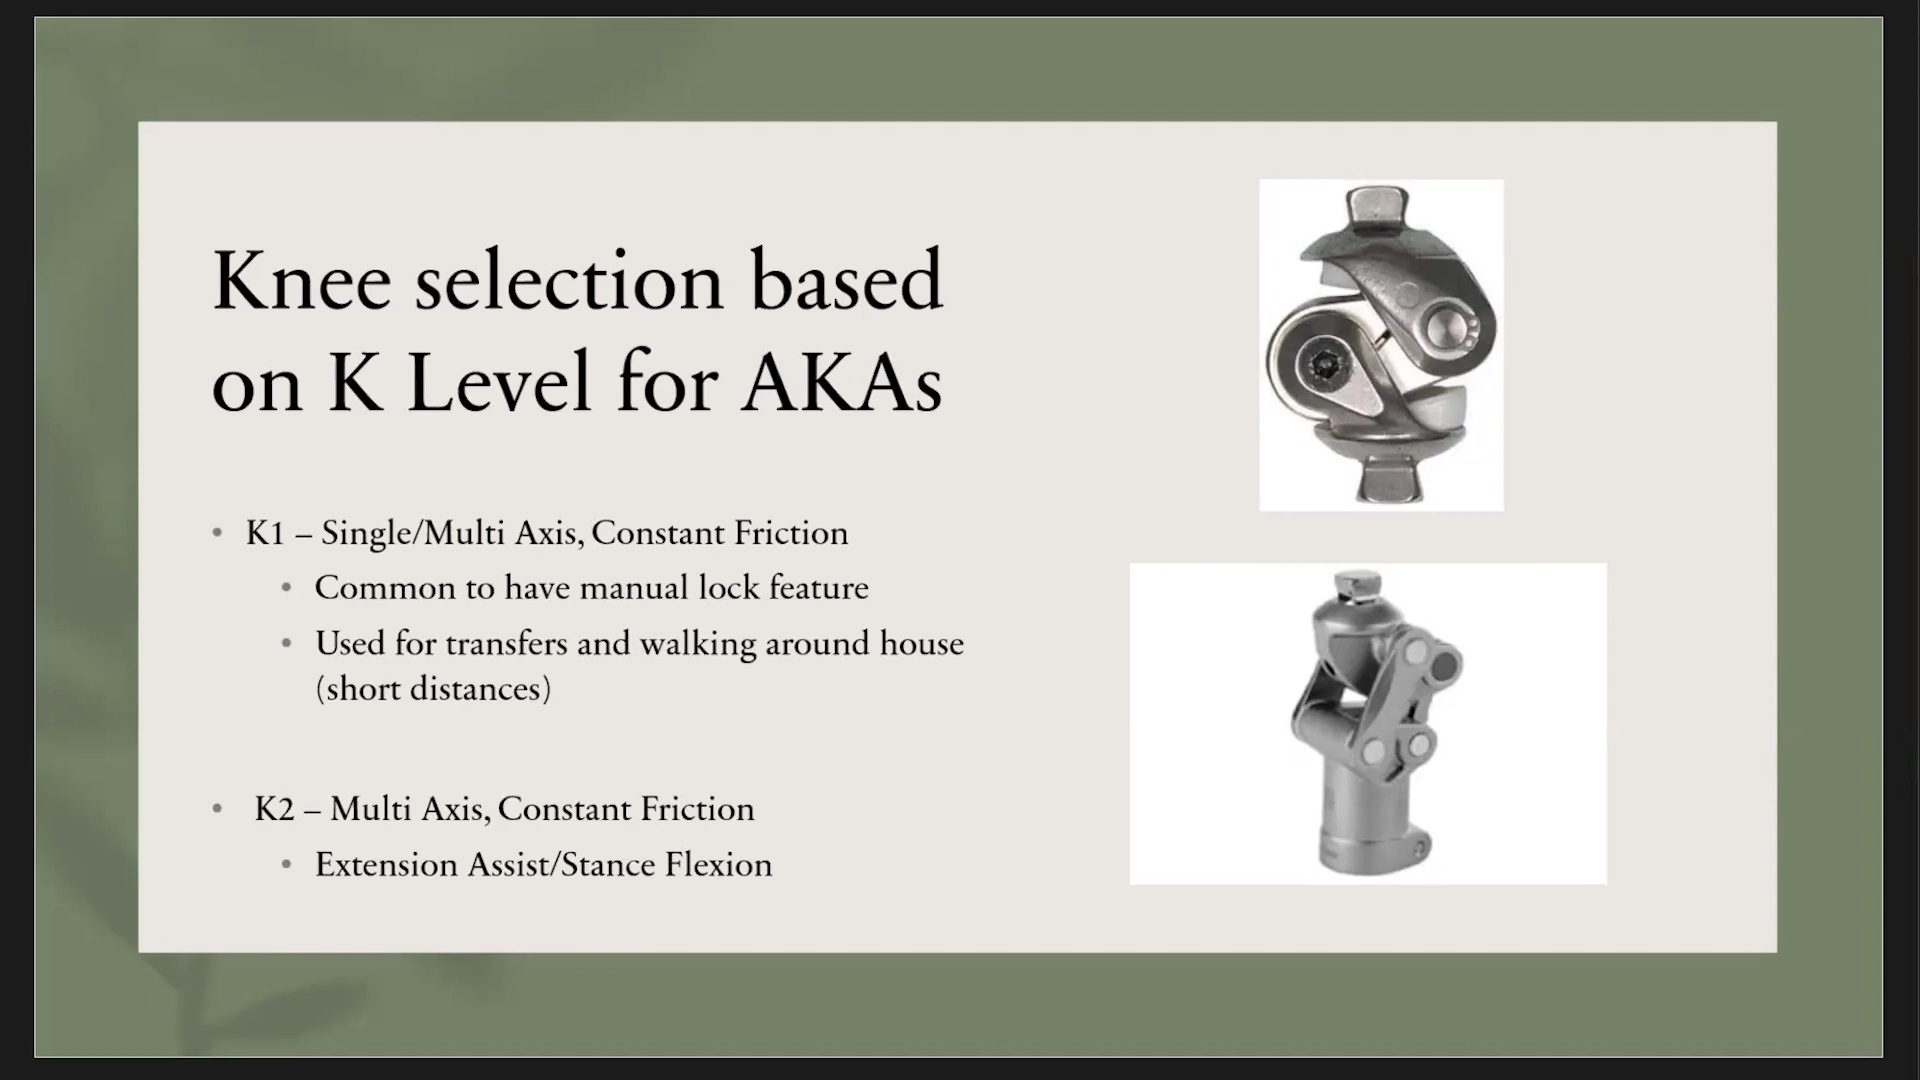 Knee selection based
on K Level for AKAs
• K1 – Single/Multi Axis, Constant Friction
• Common to have manual lock feature
• Used for transfers and walking around house
(short distances)
• K2 – Multi Axis, Constant Friction
• Extension Assist/Stance Flexion